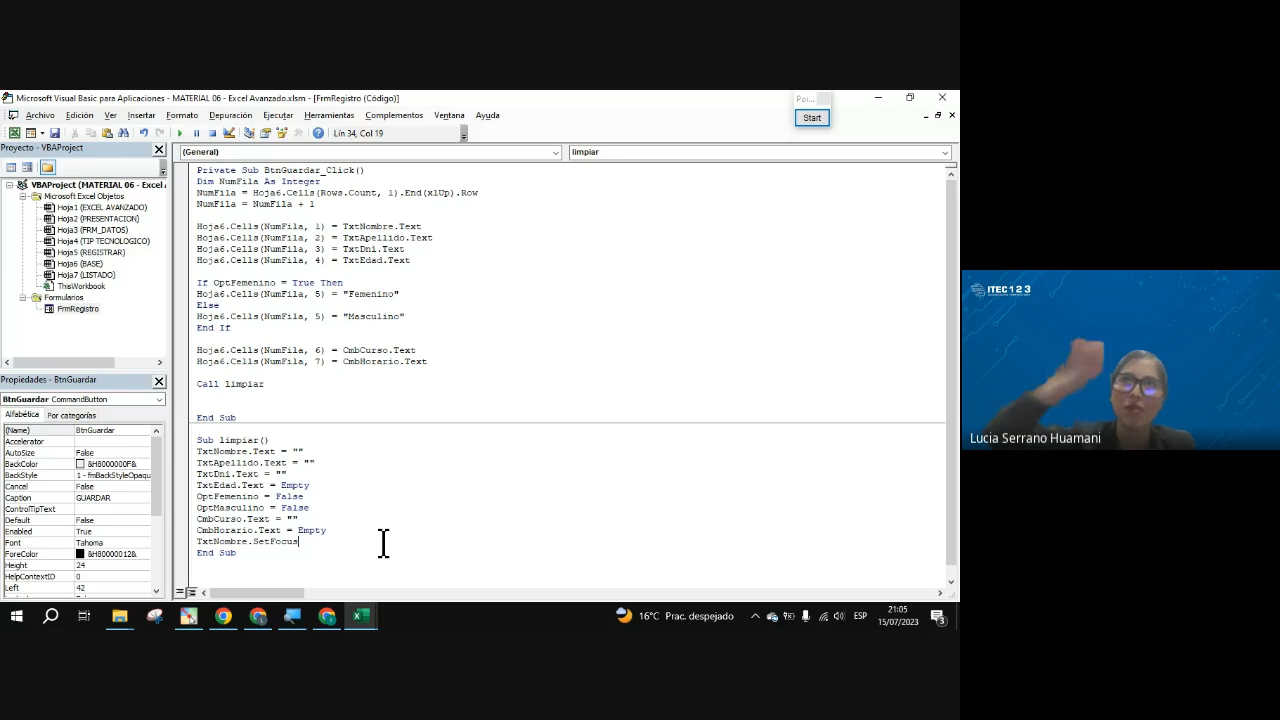 Microsoft Visual Basic para Aplicaciones - MATERIAL 06 - Excel Avanzado.xlsm - [FrmRegistro (Código)]
Archivo Edición Ver Insertar Formato Depuración Ejecutar Herramientas Complementos Ventana Ayuda
Start
Lín 34, Col 19
Proyecto - VBAProject
VBAProject (MATERIAL 06 - Excel
Microsoft Excel Objetos
Hoja1 (EXCEL AVANZADO)
Hoja2 (PRESENTACION)
Hoja3 (FRM_DATOS)
Hoja4 (TIP TECNOLOGICO)
Hoja5 (REGISTRAR)
Hoja6 (BASE)
Hoja7 (LISTADO)
ThisWorkbook
Formularios
FrmRegistro
Propiedades - BtnGuardar
BtnGuardar CommandButton
Alfabética Por categorías
(Name) BtnGuardar
Accelerator
AutoSize False
BackColor &H8000000F&
BackStyle 1 - fmBackStyleOpaqu
Cancel False
Caption GUARDAR
ControlTipText
Default False
Enabled True
Font Tahoma
ForeColor &H80000012&
Height 24
HelpContextID 0
Left 42
(General) limpiar
Private Sub BtnGuardar_Click()
Dim NumFila As Integer
NumFila = Hoja6.Cells(Rows.Count, 1).End(xlUp).Row
NumFila = NumFila + 1
Hoja6.Cells(NumFila, 1) = TxtNombre.Text
Hoja6.Cells(NumFila, 2) = TxtApellido.Text
Hoja6.Cells(NumFila, 3) = TxtDni.Text
Hoja6.Cells(NumFila, 4) = TxtEdad.Text
If OptFemenino = True Then
Hoja6.Cells(NumFila, 5) = "Femenino"
Else
Hoja6.Cells(NumFila, 5) = "Masculino"
End If
Hoja6.Cells(NumFila, 6) = CmbCurso.Text
Hoja6.Cells(NumFila, 7) = CmbHorario.Text
Call limpiar
End Sub
Sub limpiar()
TxtNombre.Text = ""
TxtApellido.Text = ""
TxtDni.Text = ""
TxtEdad.Text = Empty
OptFemenino = False
OptMasculino = False
CmbCurso.Text = ""
CmbHorario.Text = Empty
TxtNombre.SetFocus
End Sub
ITEC 1 2 3
Lucia Serrano Huamani
16°C Prac. despejado
ESP
21:05
15/07/2023
3